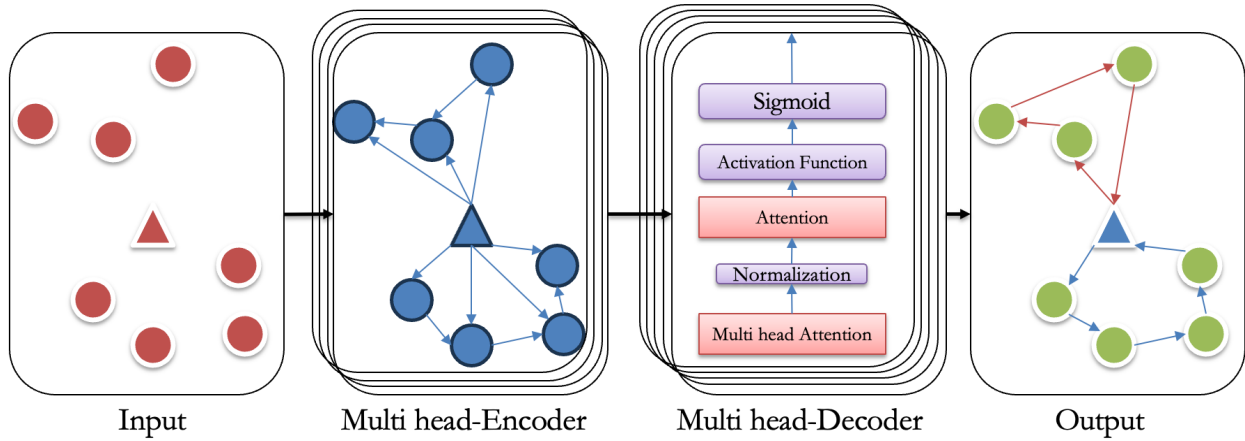 Sigmoid
Activation Function
Attention
Normalization
Multi head Attention
Input
Multi head-Encoder
Multi head-Decoder
Output